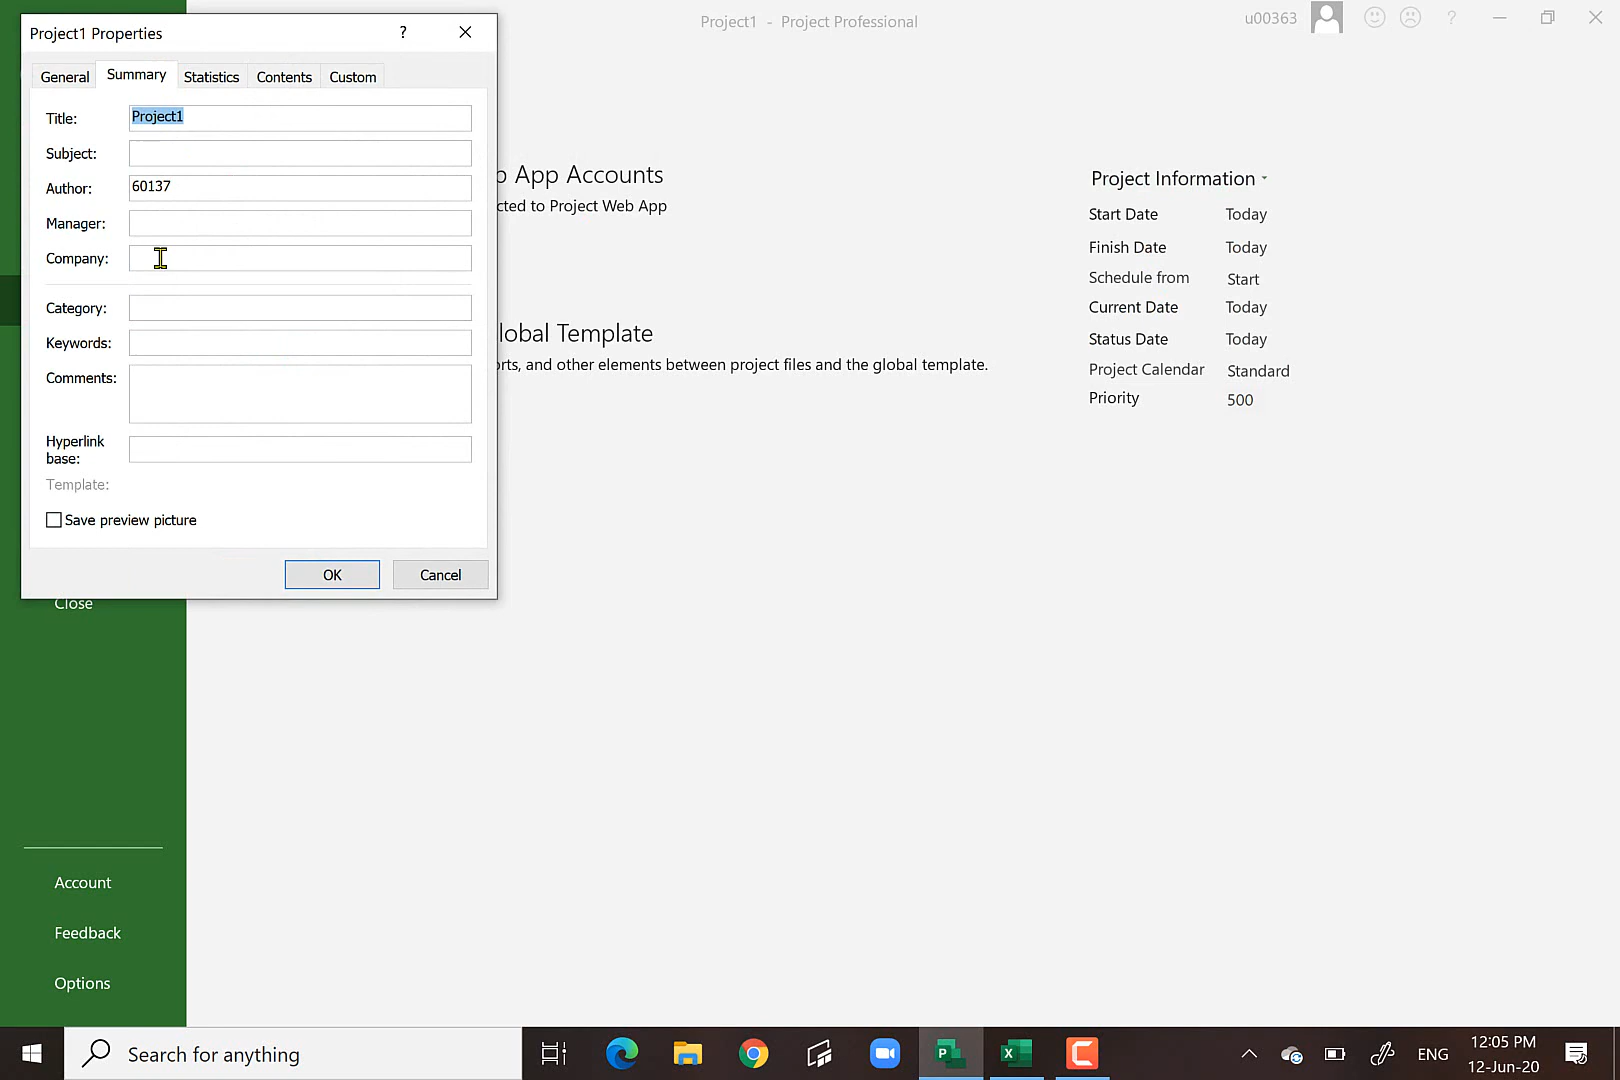 Project1 Properties
?
General
Summary
Statistics
Contents
Custom
Title:
Project1
Subject:
Author:
60137
Manager:
Company:
Category:
Keywords:
Comments:
Hyperlink
base:
Template:
Save preview picture
OK
Cancel
Close
Account
Feedback
Options
Project1 - Project Professional
u00363
?
App Accounts
cted to Project Web App
lobal Template
orts, and other elements between project files and the global template.
Project Information
Start Date Today
Finish Date Today
Schedule from Start
Current Date Today
Status Date Today
Project Calendar Standard
Priority 500
Search for anything
ENG
12:05 PM
12-Jun-20